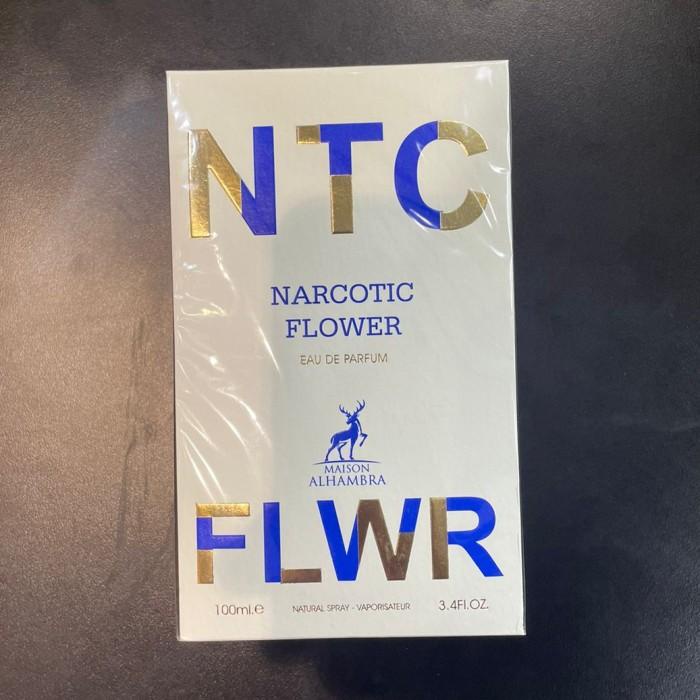 NTC
NARCOTIC
FLOWER
EAU DE PARFUM
MAISON
ALHAMBRA
FLWR
100ml.e NATURAL SPRAY - VAPORISATEUR 3.4Fl.OZ.